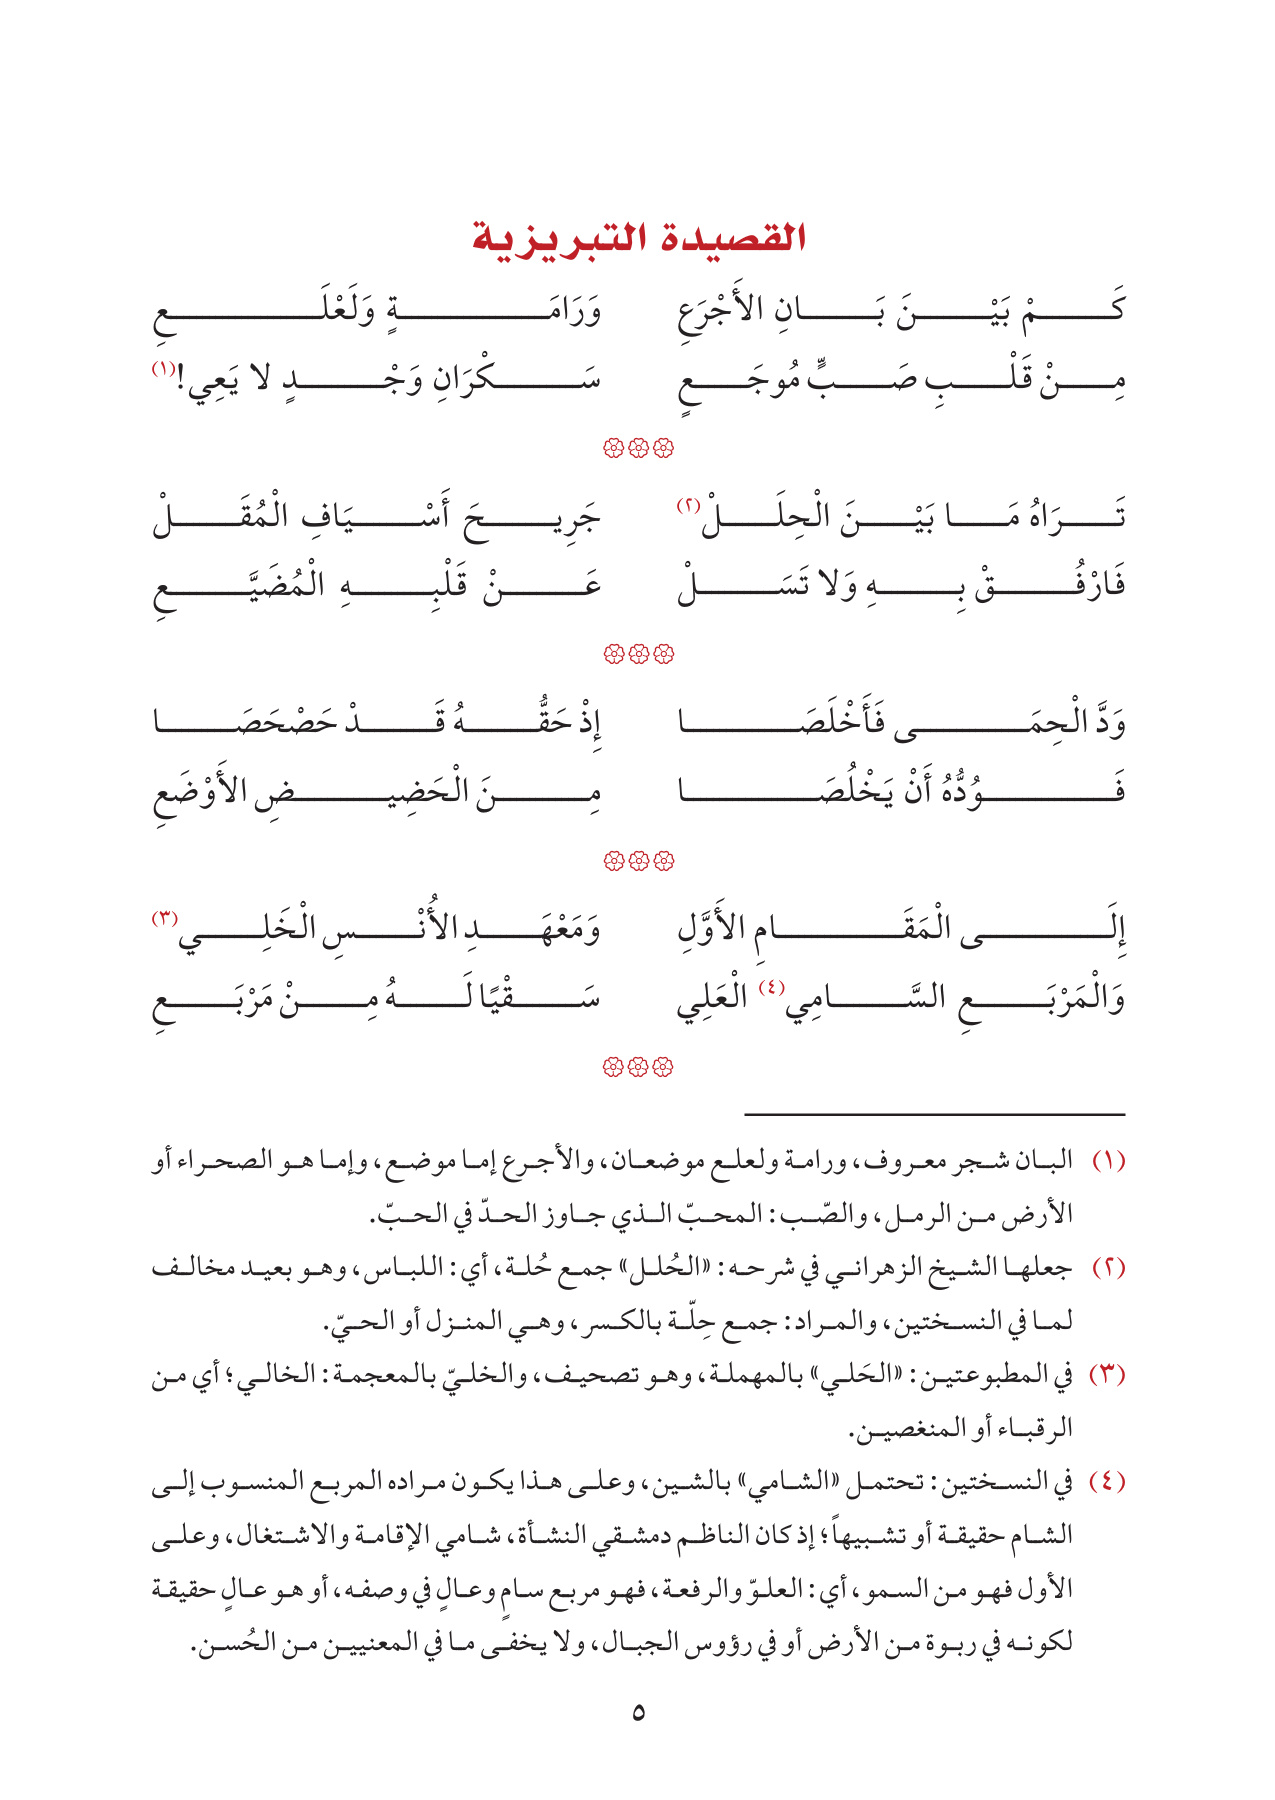 القصيدة التبريزية
كَمْ بَيْنَ بَانِ الأَجْرَعِ وَرَامَةٍ وَلَعْلَعِ
مِنْ قَلْبِ صَبٍّ مُوجَعٍ سَكْرَانِ وَجْدٍ لا يَعِي!(١)
تَرَاهُ مَا بَيْنَ الْحِلَلْ(٢) جَرِيحَ أَسْيَافِ الْمُقَلْ
فَارْفُقْ بِهِ وَلا تَسَلْ عَنْ قَلْبِهِ الْمُضَيَّعِ
وَدَّ الْحِمَى فَأَخْلَصَا إِذْ حَقُّهُ قَدْ حَصْحَصَا
فَوُدُّهُ أَنْ يَخْلُصَا مِنَ الْحَضِيضِ الأَوْضَعِ
إِلَى الْمَقَامِ الأَوَّلِ وَمَعْهَدِ الأُنْسِ الْخَلِي(٣)
وَالْمَرْبَعِ السَّامِي(٤) الْعَلِي سَقْيًا لَهُ مِنْ مَرْبَعِ
(١) البان شجر معروف، ورامة ولعلع موضعان، والأجرع إما موضع، وإما هو الصحراء أو
الأرض من الرمل، والصّب: المحبّ الذي جاوز الحدّ في الحبّ.
(٢) جعلها الشيخ الزهراني في شرحه: «الحُلل» جمع حُلة، أي: اللباس، وهو بعيد مخالف
لما في النسختين، والمراد: جمع حِلّة بالكسر، وهي المنزل أو الحيّ.
(٣) في المطبوعتين: «الحَلي» بالمهملة، وهو تصحيف، والخليّ بالمعجمة: الخالي؛ أي من
الرقباء أو المنغصين.
(٤) في النسختين: تحتمل «الشامي» بالشين، وعلى هذا يكون مراده المربع المنسوب إلى
الشام حقيقة أو تشبيهاً؛ إذ كان الناظم دمشقي النشأة، شامي الإقامة والاشتغال، وعلى
الأول فهو من السمو، أي: العلوّ والرفعة، فهو مربع سامٍ وعالٍ في وصفه، أو هو عالٍ حقيقة
لكونه في ربوة من الأرض أو في رؤوس الجبال، ولا يخفى ما في المعنيين من الحُسن.
٥